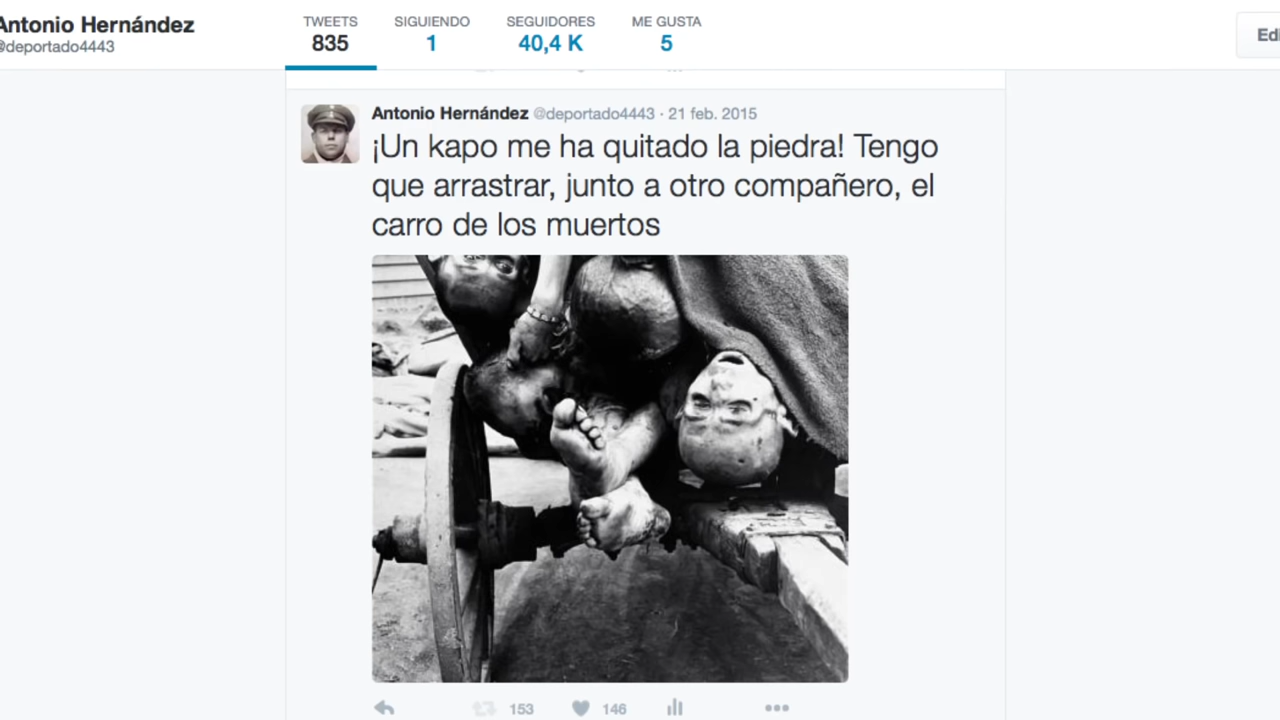 Antonio Hernández
@deportado4443
TWEETS SIGUIENDO SEGUIDORES ME GUSTA
835 1 40,4 K 5
Antonio Hernández @deportado4443 · 21 feb. 2015
¡Un kapo me ha quitado la piedra! Tengo
que arrastrar, junto a otro compañero, el
carro de los muertos
153 146